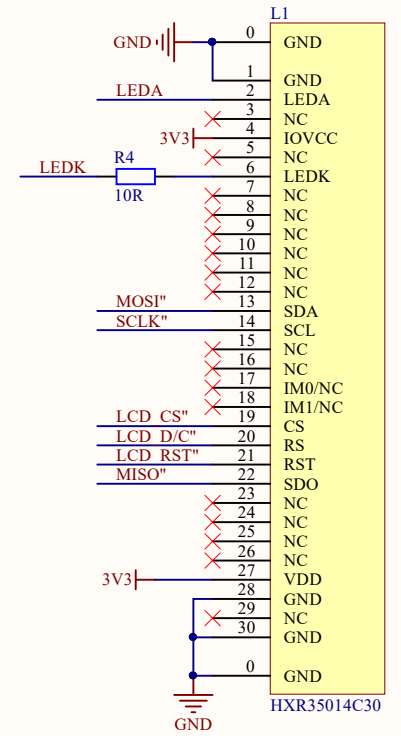 L1
GND 0 GND
1 GND
LEDA 2 LEDA
3 NC
3V3 4 IOVCC
5 NC
LEDK R4 6 LEDK
10R
7 NC
8 NC
9 NC
10 NC
11 NC
12 NC
MOSI" 13 SDA
SCLK" 14 SCL
15 NC
16 NC
17 IM0/NC
18 IM1/NC
LCD_CS" 19 CS
LCD_D/C" 20 RS
LCD_RST" 21 RST
MISO" 22 SDO
23 NC
24 NC
25 NC
26 NC
3V3 27 VDD
28 GND
29 NC
30 GND
0 GND
HXR35014C30
GND